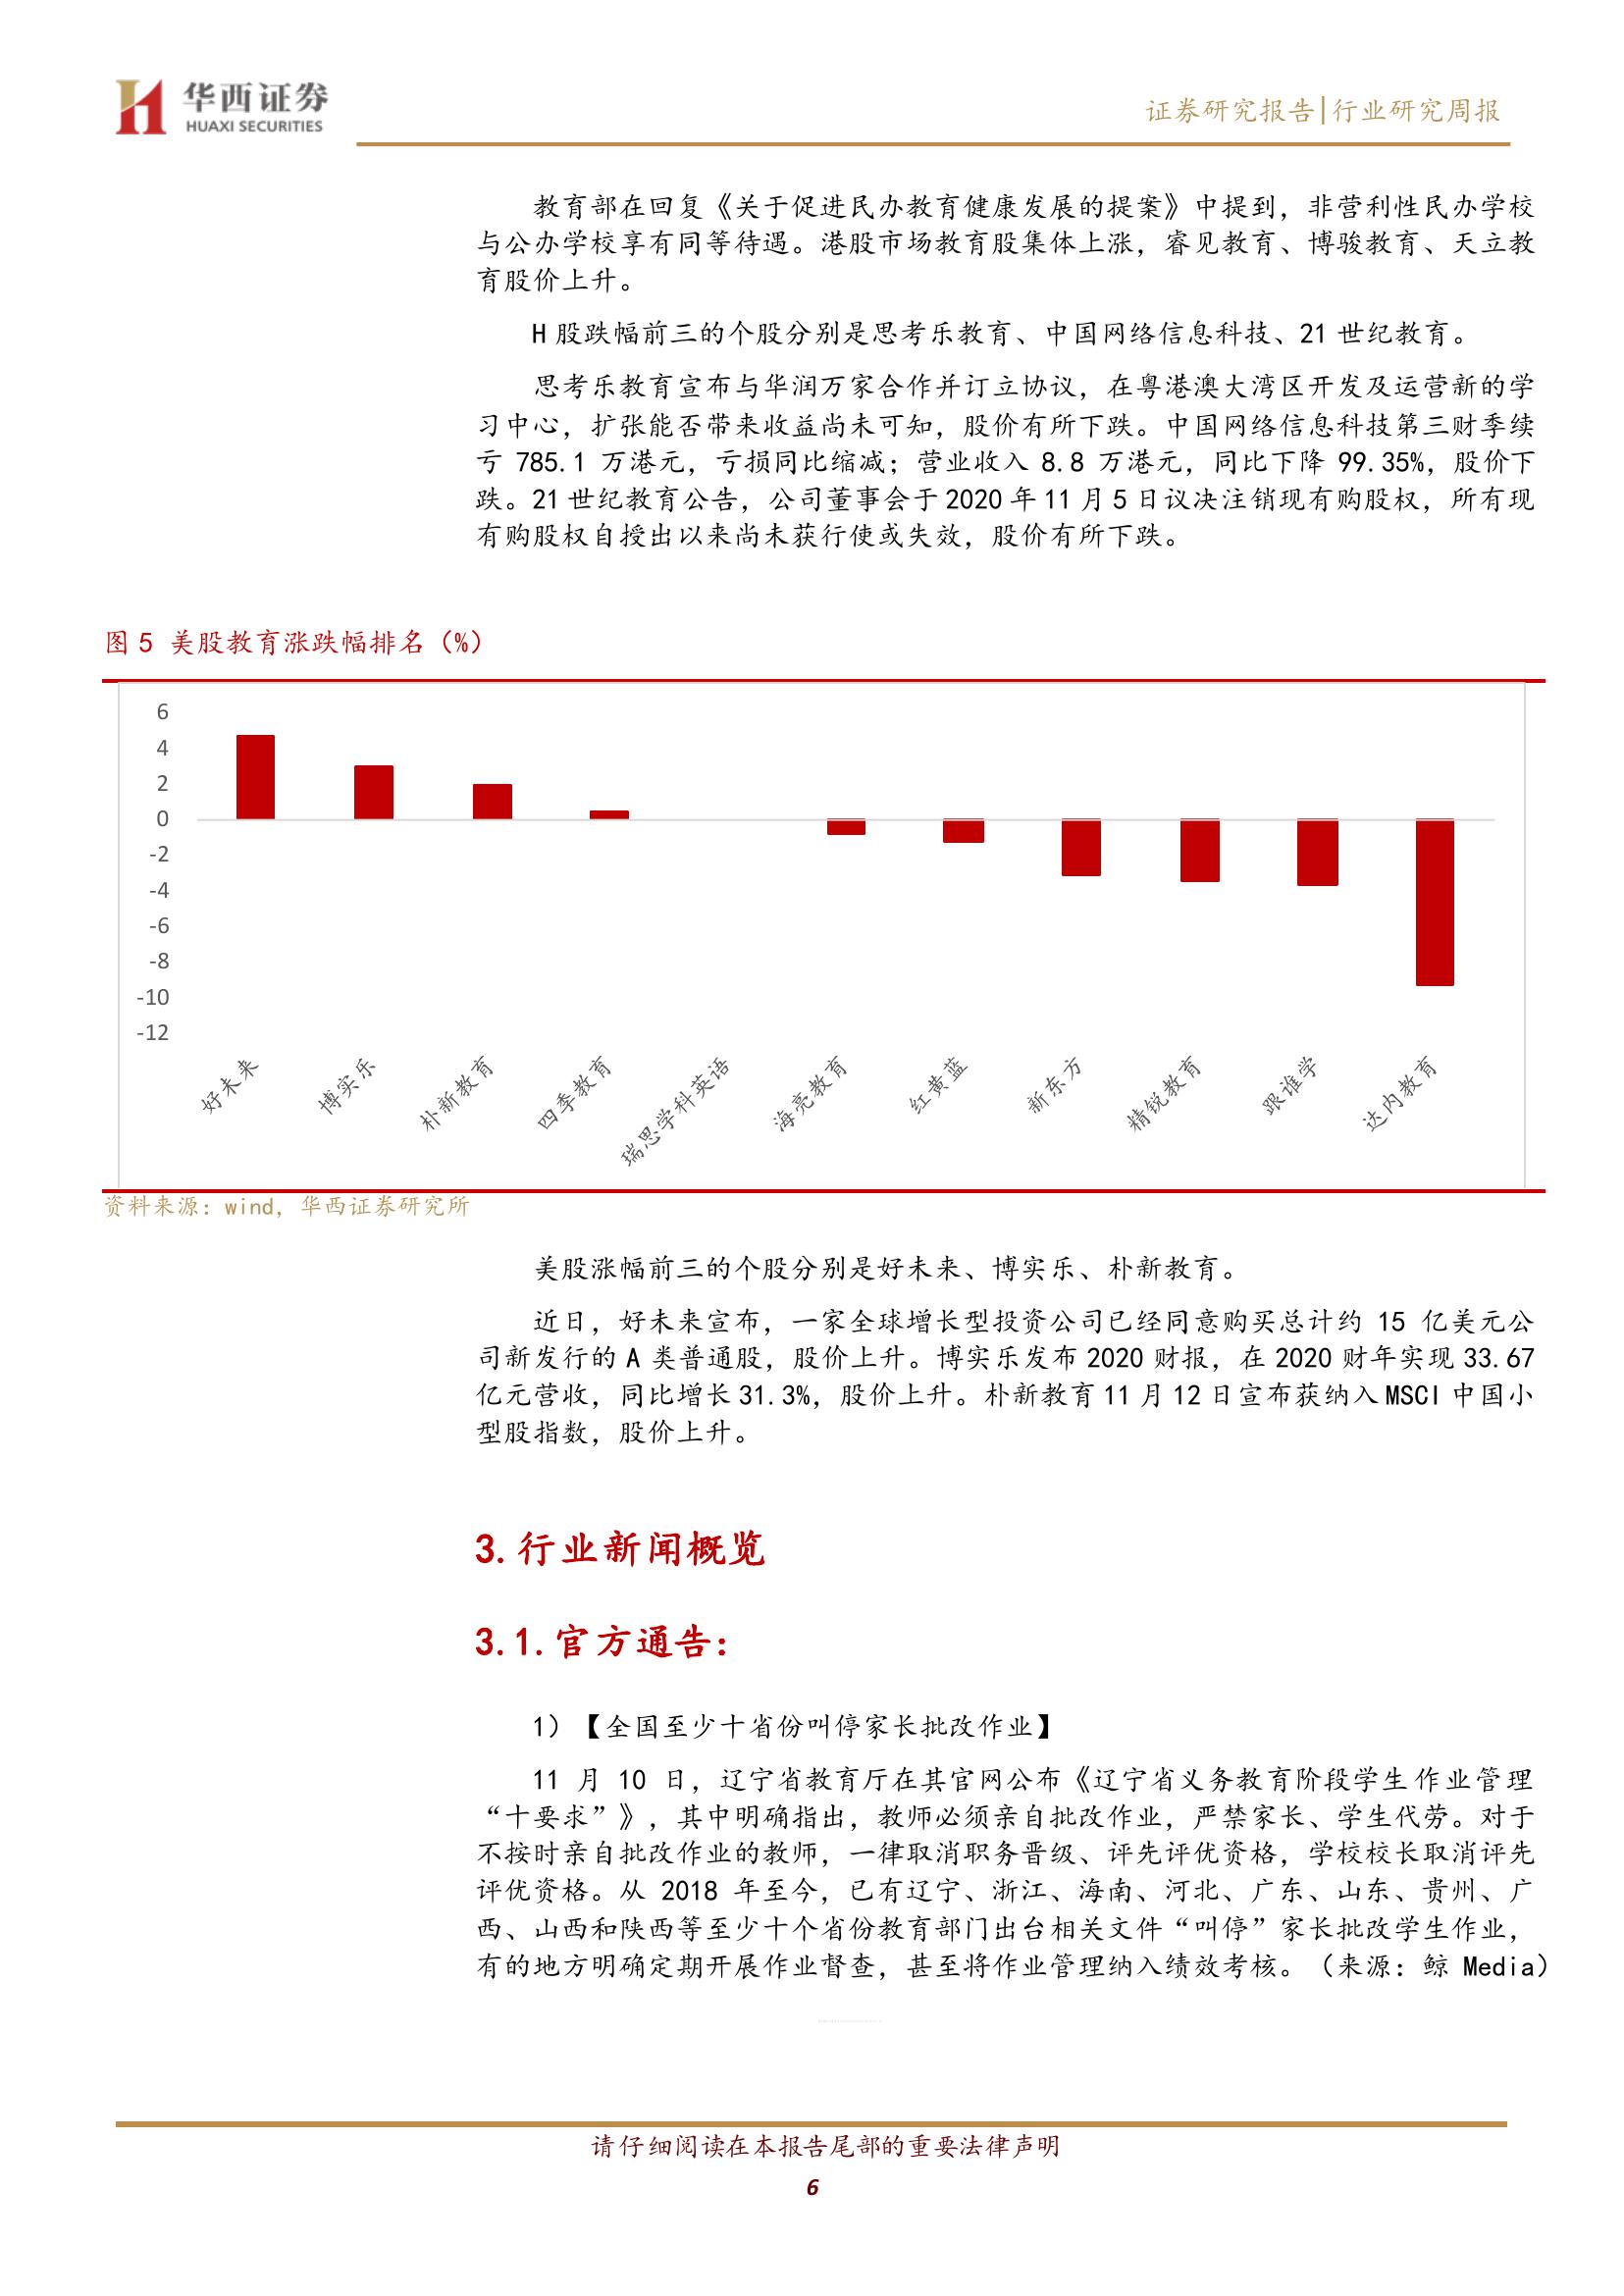 华西证券
HUAXI SECURITIES
证券研究报告|行业研究周报
教育部在回复《关于促进民办教育健康发展的提案》中提到，非营利性民办学校
与公办学校享有同等待遇。港股市场教育股集体上涨，睿见教育、博骏教育、天立教
育股价上升。
H 股跌幅前三的个股分别是思考乐教育、中国网络信息科技、21 世纪教育。
思考乐教育宣布与华润万家合作并订立协议，在粤港澳大湾区开发及运营新的学
习中心，扩张能否带来收益尚未可知，股价有所下跌。中国网络信息科技第三财季续
亏 785.1 万港元，亏损同比缩减；营业收入 8.8 万港元，同比下降 99.35%，股价下
跌。21 世纪教育公告，公司董事会于 2020 年 11 月 5 日议决注销现有购股权，所有现
有购股权自授出以来尚未获行使或失效，股价有所下跌。
图 5 美股教育涨跌幅排名（%）
6
4
2
0
-2
-4
-6
-8
-10
-12
好未来
博实乐
朴新教育
四季教育
瑞思学科英语
海亮教育
红黄蓝
新东方
精锐教育
跟谁学
达内教育
资料来源：wind，华西证券研究所
美股涨幅前三的个股分别是好未来、博实乐、朴新教育。
近日，好未来宣布，一家全球增长型投资公司已经同意购买总计约 15 亿美元公
司新发行的 A 类普通股，股价上升。博实乐发布 2020 财报，在 2020 财年实现 33.67
亿元营收，同比增长 31.3%，股价上升。朴新教育 11 月 12 日宣布获纳入 MSCI 中国小
型股指数，股价上升。
3.行业新闻概览
3.1.官方通告：
1）【全国至少十省份叫停家长批改作业】
11 月 10 日，辽宁省教育厅在其官网公布《辽宁省义务教育阶段学生作业管理
“十要求”》，其中明确指出，教师必须亲自批改作业，严禁家长、学生代劳。对于
不按时亲自批改作业的教师，一律取消职务晋级、评先评优资格，学校校长取消评先
评优资格。从 2018 年至今，已有辽宁、浙江、海南、河北、广东、山东、贵州、广
西、山西和陕西等至少十个省份教育部门出台相关文件“叫停”家长批改学生作业，
有的地方明确定期开展作业督查，甚至将作业管理纳入绩效考核。（来源：鲸 Media）
请仔细阅读在本报告尾部的重要法律声明
6